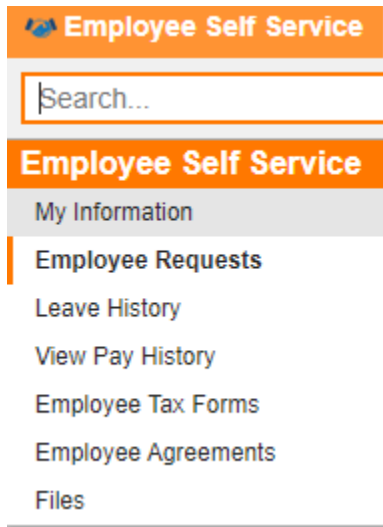 Employee Self Service
Search...
Employee Self Service
My Information
Employee Requests
Leave History
View Pay History
Employee Tax Forms
Employee Agreements
Files